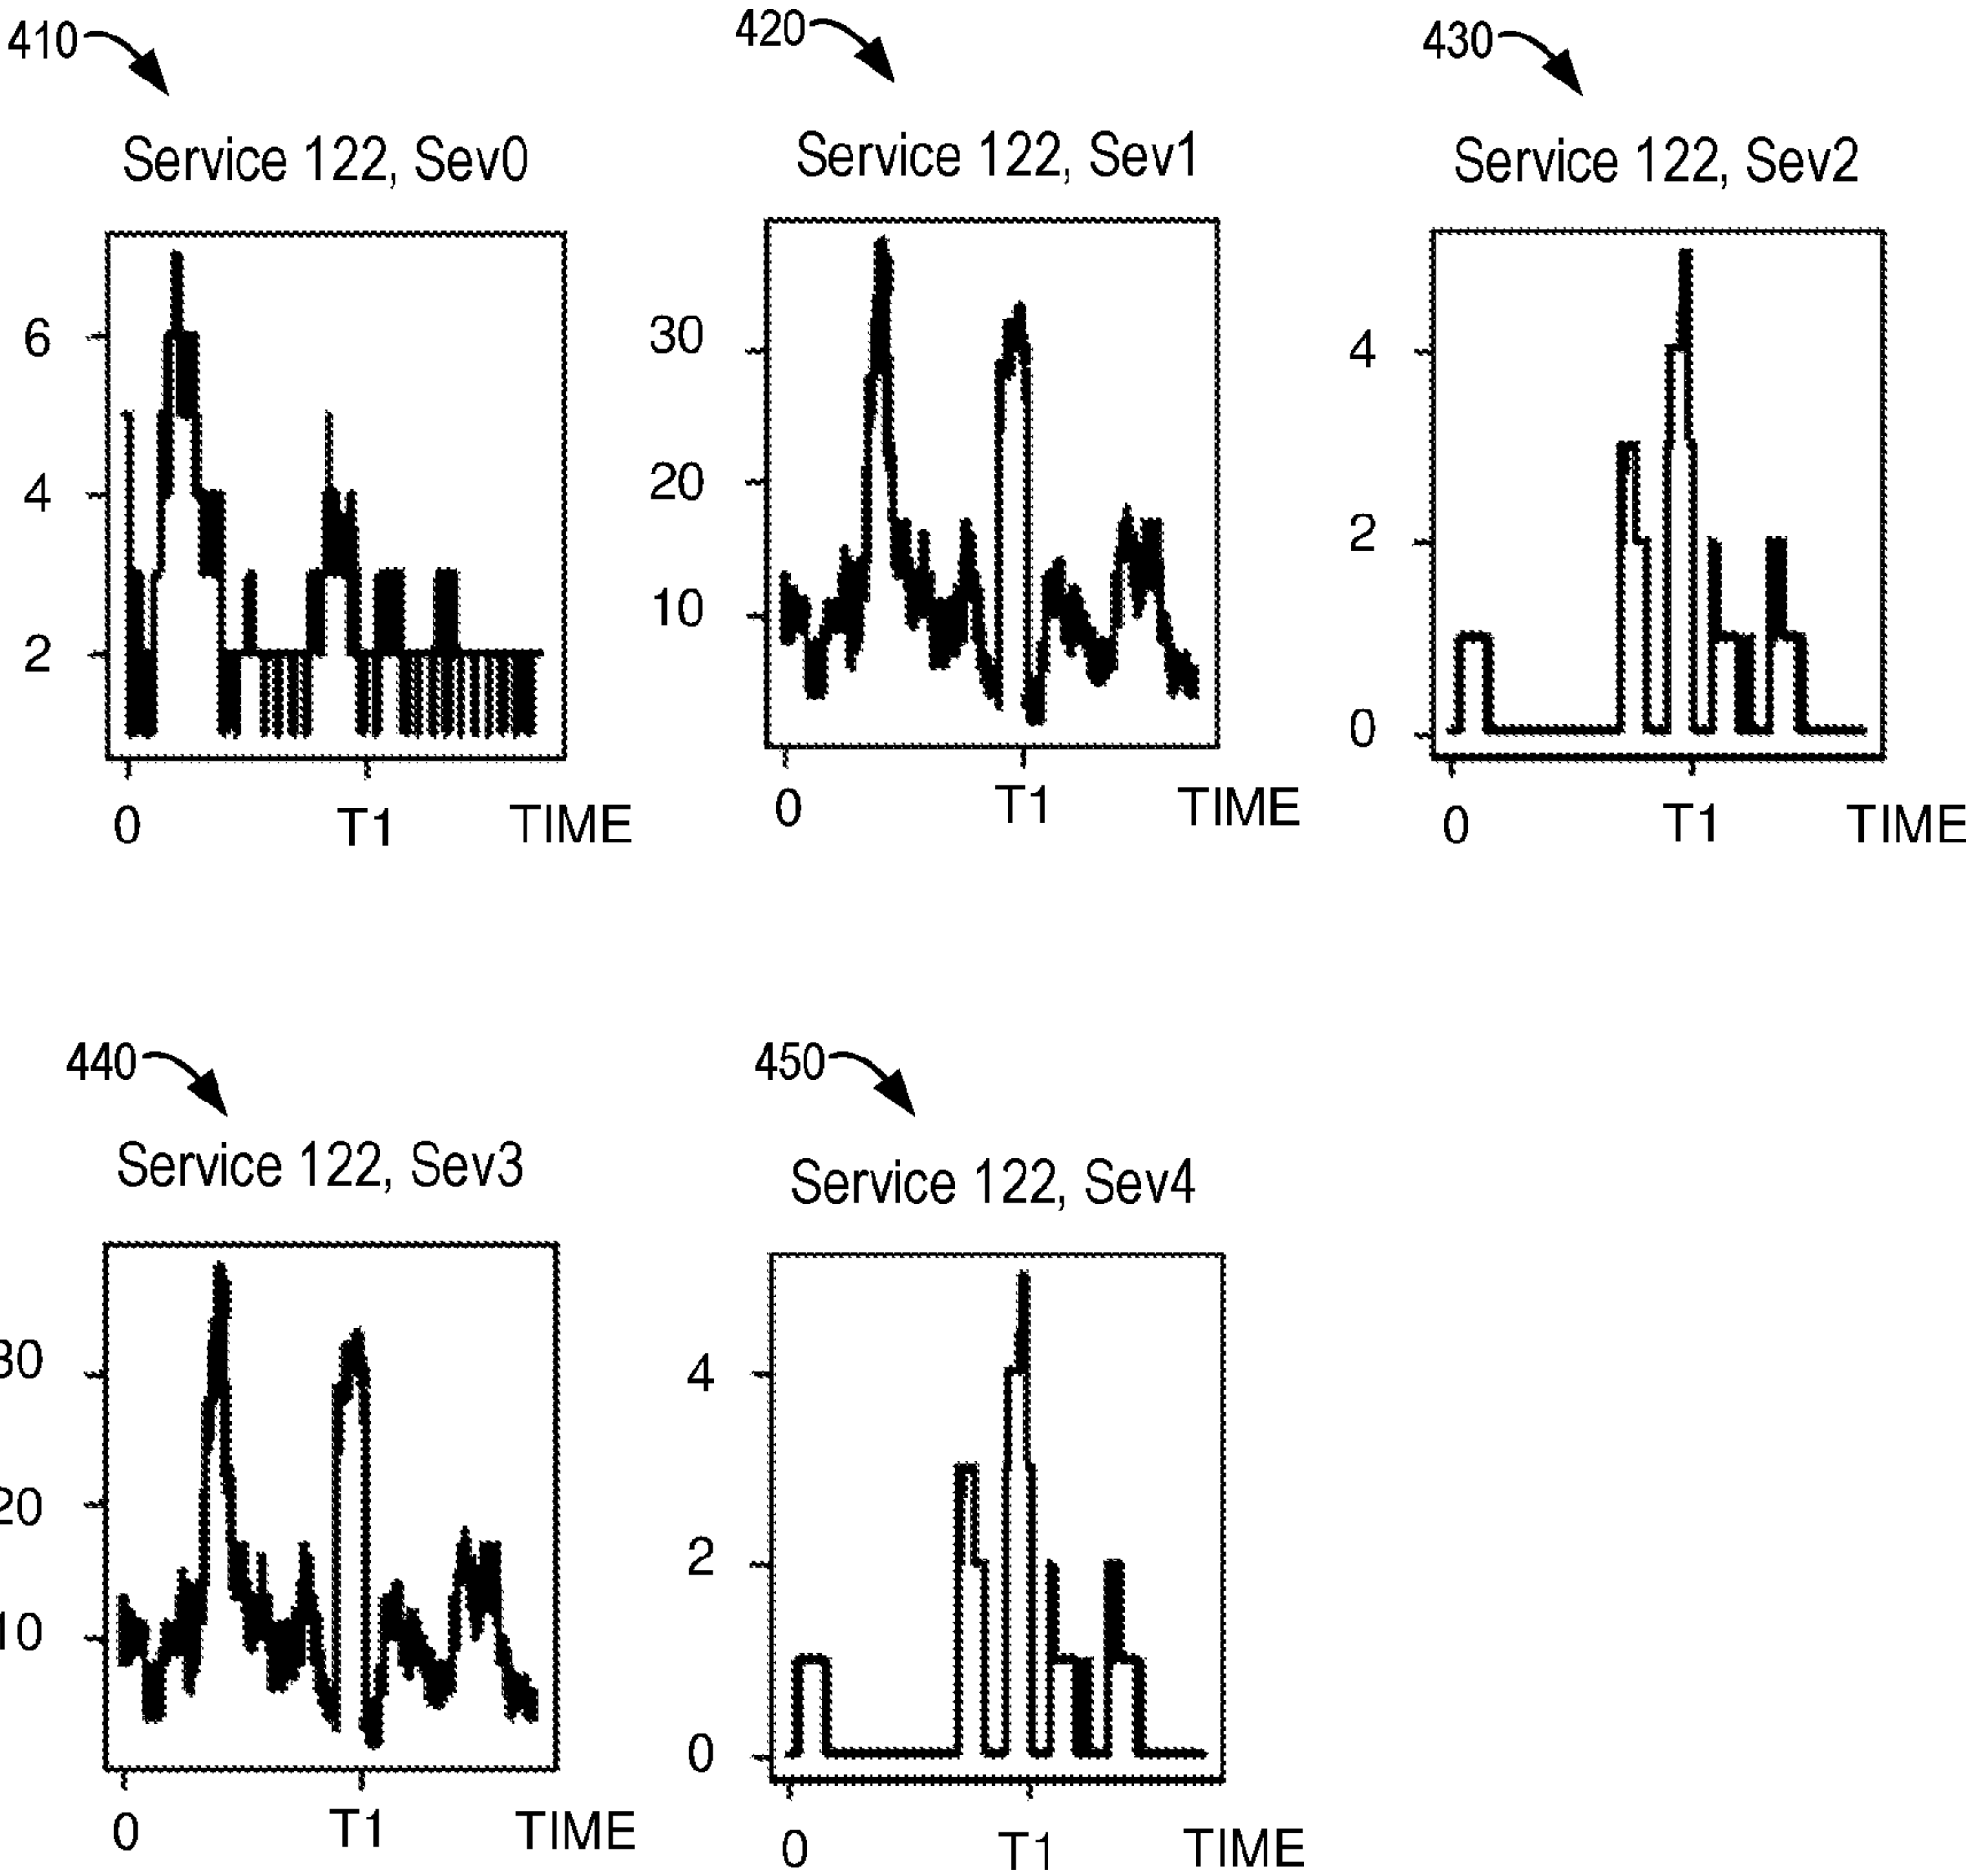 410
420
430
Service 122, Sev0
Service 122, Sev1
Service 122, Sev2
6
4
2
0 T1 TIME
30
20
10
0 T1 TIME
4
2
0
0 T1 TIME
440
450
Service 122, Sev3
Service 122, Sev4
30
20
10
0 T1 TIME
4
2
0
0 T1 TIME